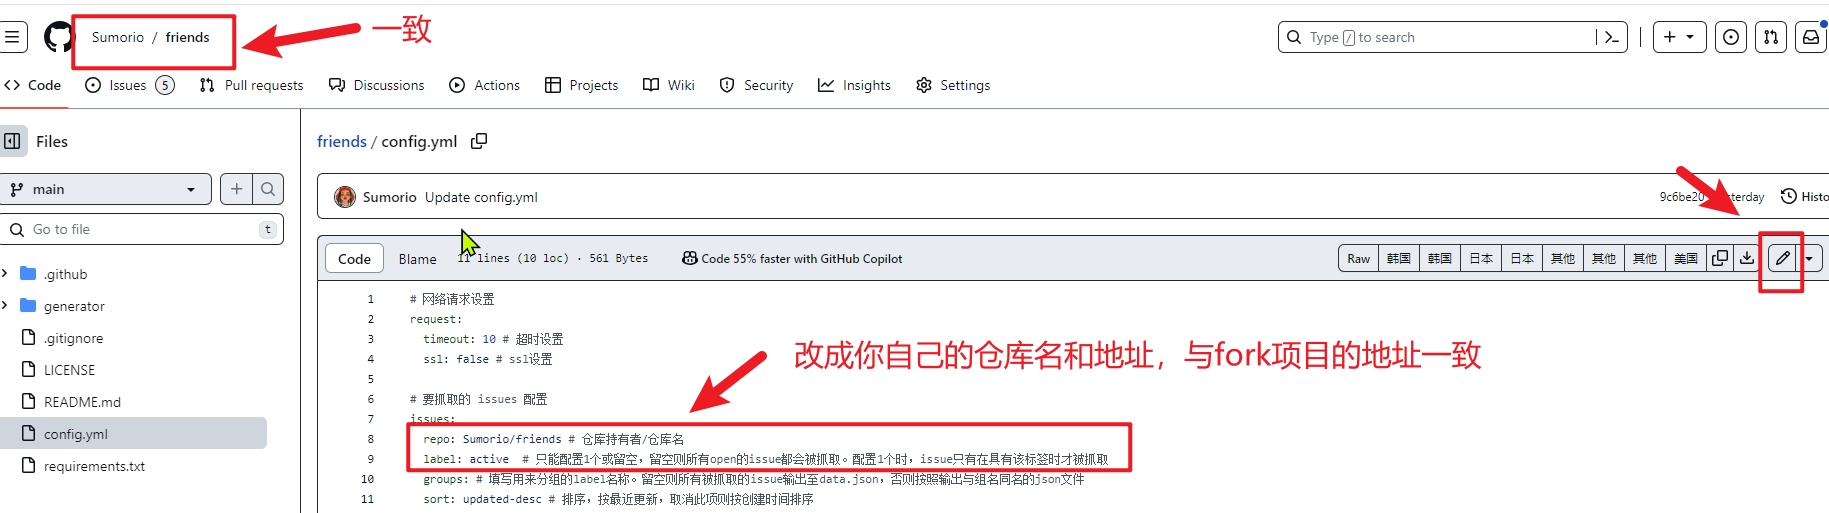 Sumorio / friends
一致
Type / to search
Code
Issues 5
Pull requests
Discussions
Actions
Projects
Wiki
Security
Insights
Settings
Files
friends / config.yml
main
Sumorio Update config.yml
9c6be20
Go to file t
Code Blame 11 lines (10 loc) · 561 Bytes Code 55% faster with GitHub Copilot
Raw 韩国 韩国 日本 日本 其他 其他 其他 美国
.github
generator
.gitignore
LICENSE
README.md
config.yml
requirements.txt
1 # 网络请求设置
2 request:
3 timeout: 10 # 超时设置
4 ssl: false # ssl设置
5
改成你自己的仓库名和地址，与fork项目的地址一致
6 # 要抓取的 issues 配置
7 issues:
8 repo: Sumorio/friends # 仓库持有者/仓库名
9 label: active # 只能配置1个或留空，留空则所有open的issue都会被抓取。配置1个时，issue只有在具有该标签时才被抓取
10 groups: # 填写用来分组的label名称。留空则所有被抓取的issue输出至data.json，否则按照输出与组名同名的json文件
11 sort: updated-desc # 排序，按最近更新，取消此项则按创建时间排序